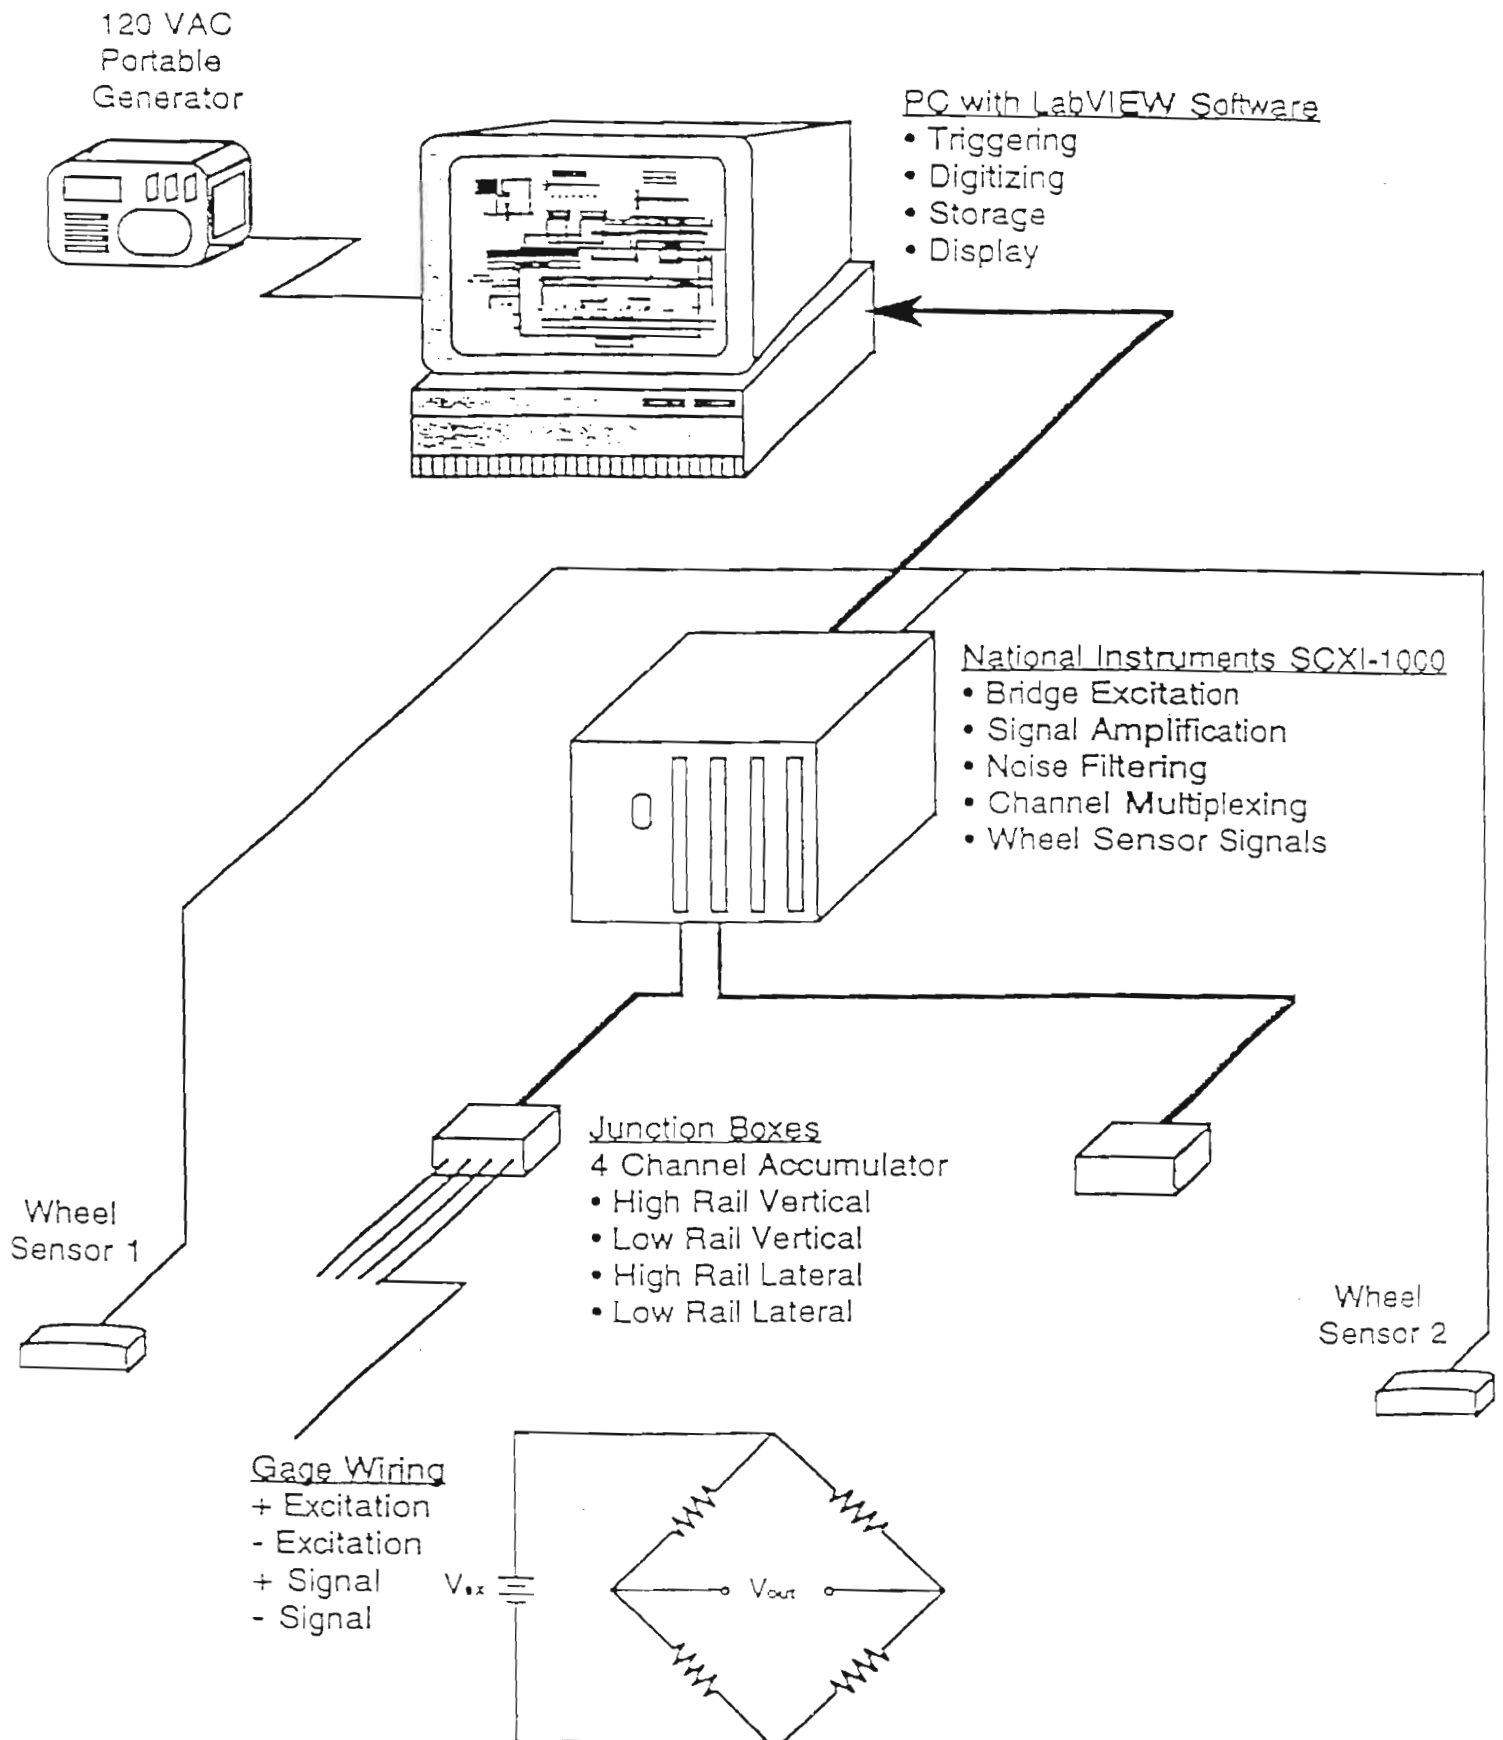 120 VAC
Portable
Generator
PC with LabVIEW Software
• Triggering
• Digitizing
• Storage
• Display
National Instruments SCXI-1000
• Bridge Excitation
• Signal Amplification
• Noise Filtering
• Channel Multiplexing
• Wheel Sensor Signals
Junction Boxes
4 Channel Accumulator
• High Rail Vertical
• Low Rail Vertical
• High Rail Lateral
• Low Rail Lateral
Wheel
Sensor 1
Wheel
Sensor 2
Gage Wiring
+ Excitation
- Excitation
+ Signal
- Signal
Vex
Vout